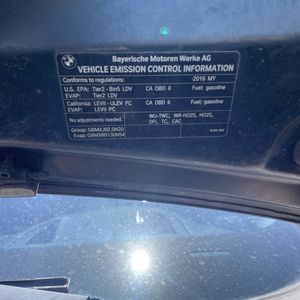 BMW
Bayerische Motoren Werke AG
VEHICLE EMISSION CONTROL INFORMATION
Conforms to regulations: -2016 MY
U.S. EPA: Tier2 - Bin5 LDV CA OBD II Fuel: gasoline
EVAP: Tier2 LDV
California: LEVII - ULEV PC CA OBD II Fuel: gasoline
EVAP: LEVII PC
No adjustments needed. WU-TWC, WR-HO2S, HO2S,
DFI, TC, CAC
Group: GBMXJ02.0N20
Evap: GBMXR0130N54